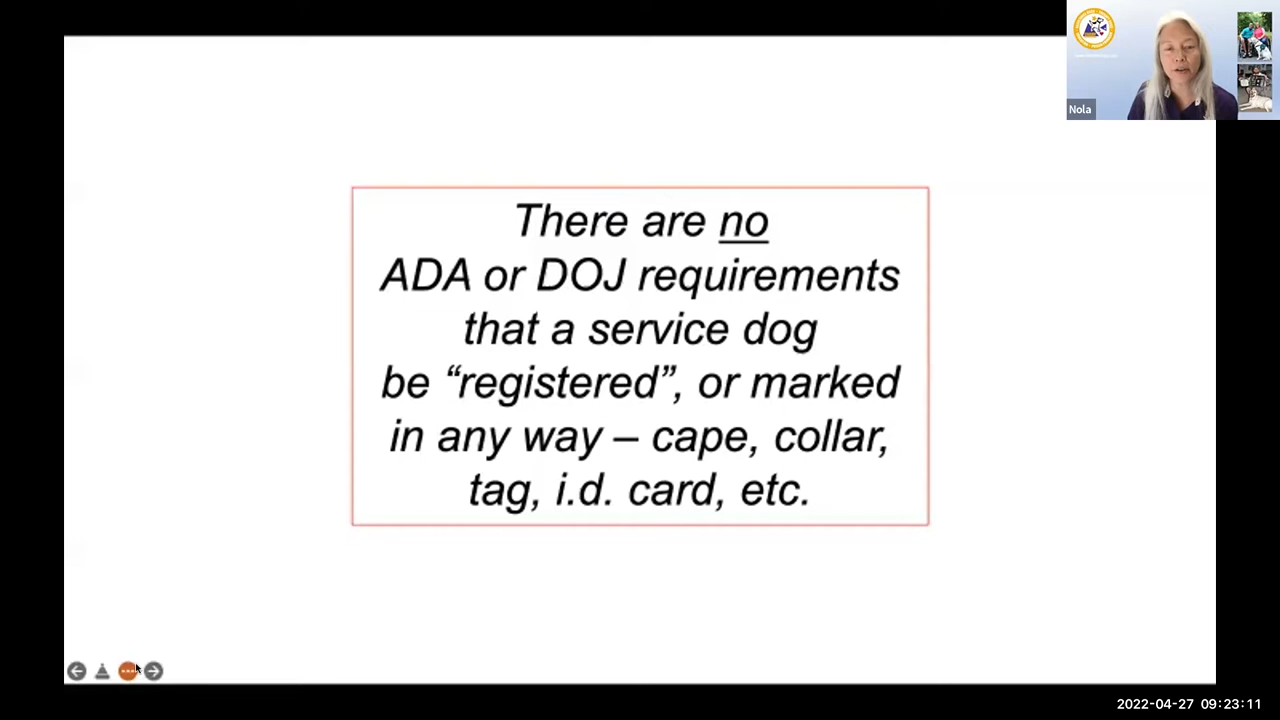 There are no
ADA or DOJ requirements
that a service dog
be “registered”, or marked
in any way – cape, collar,
tag, i.d. card, etc.
Nola
2022-04-27 09:23:11